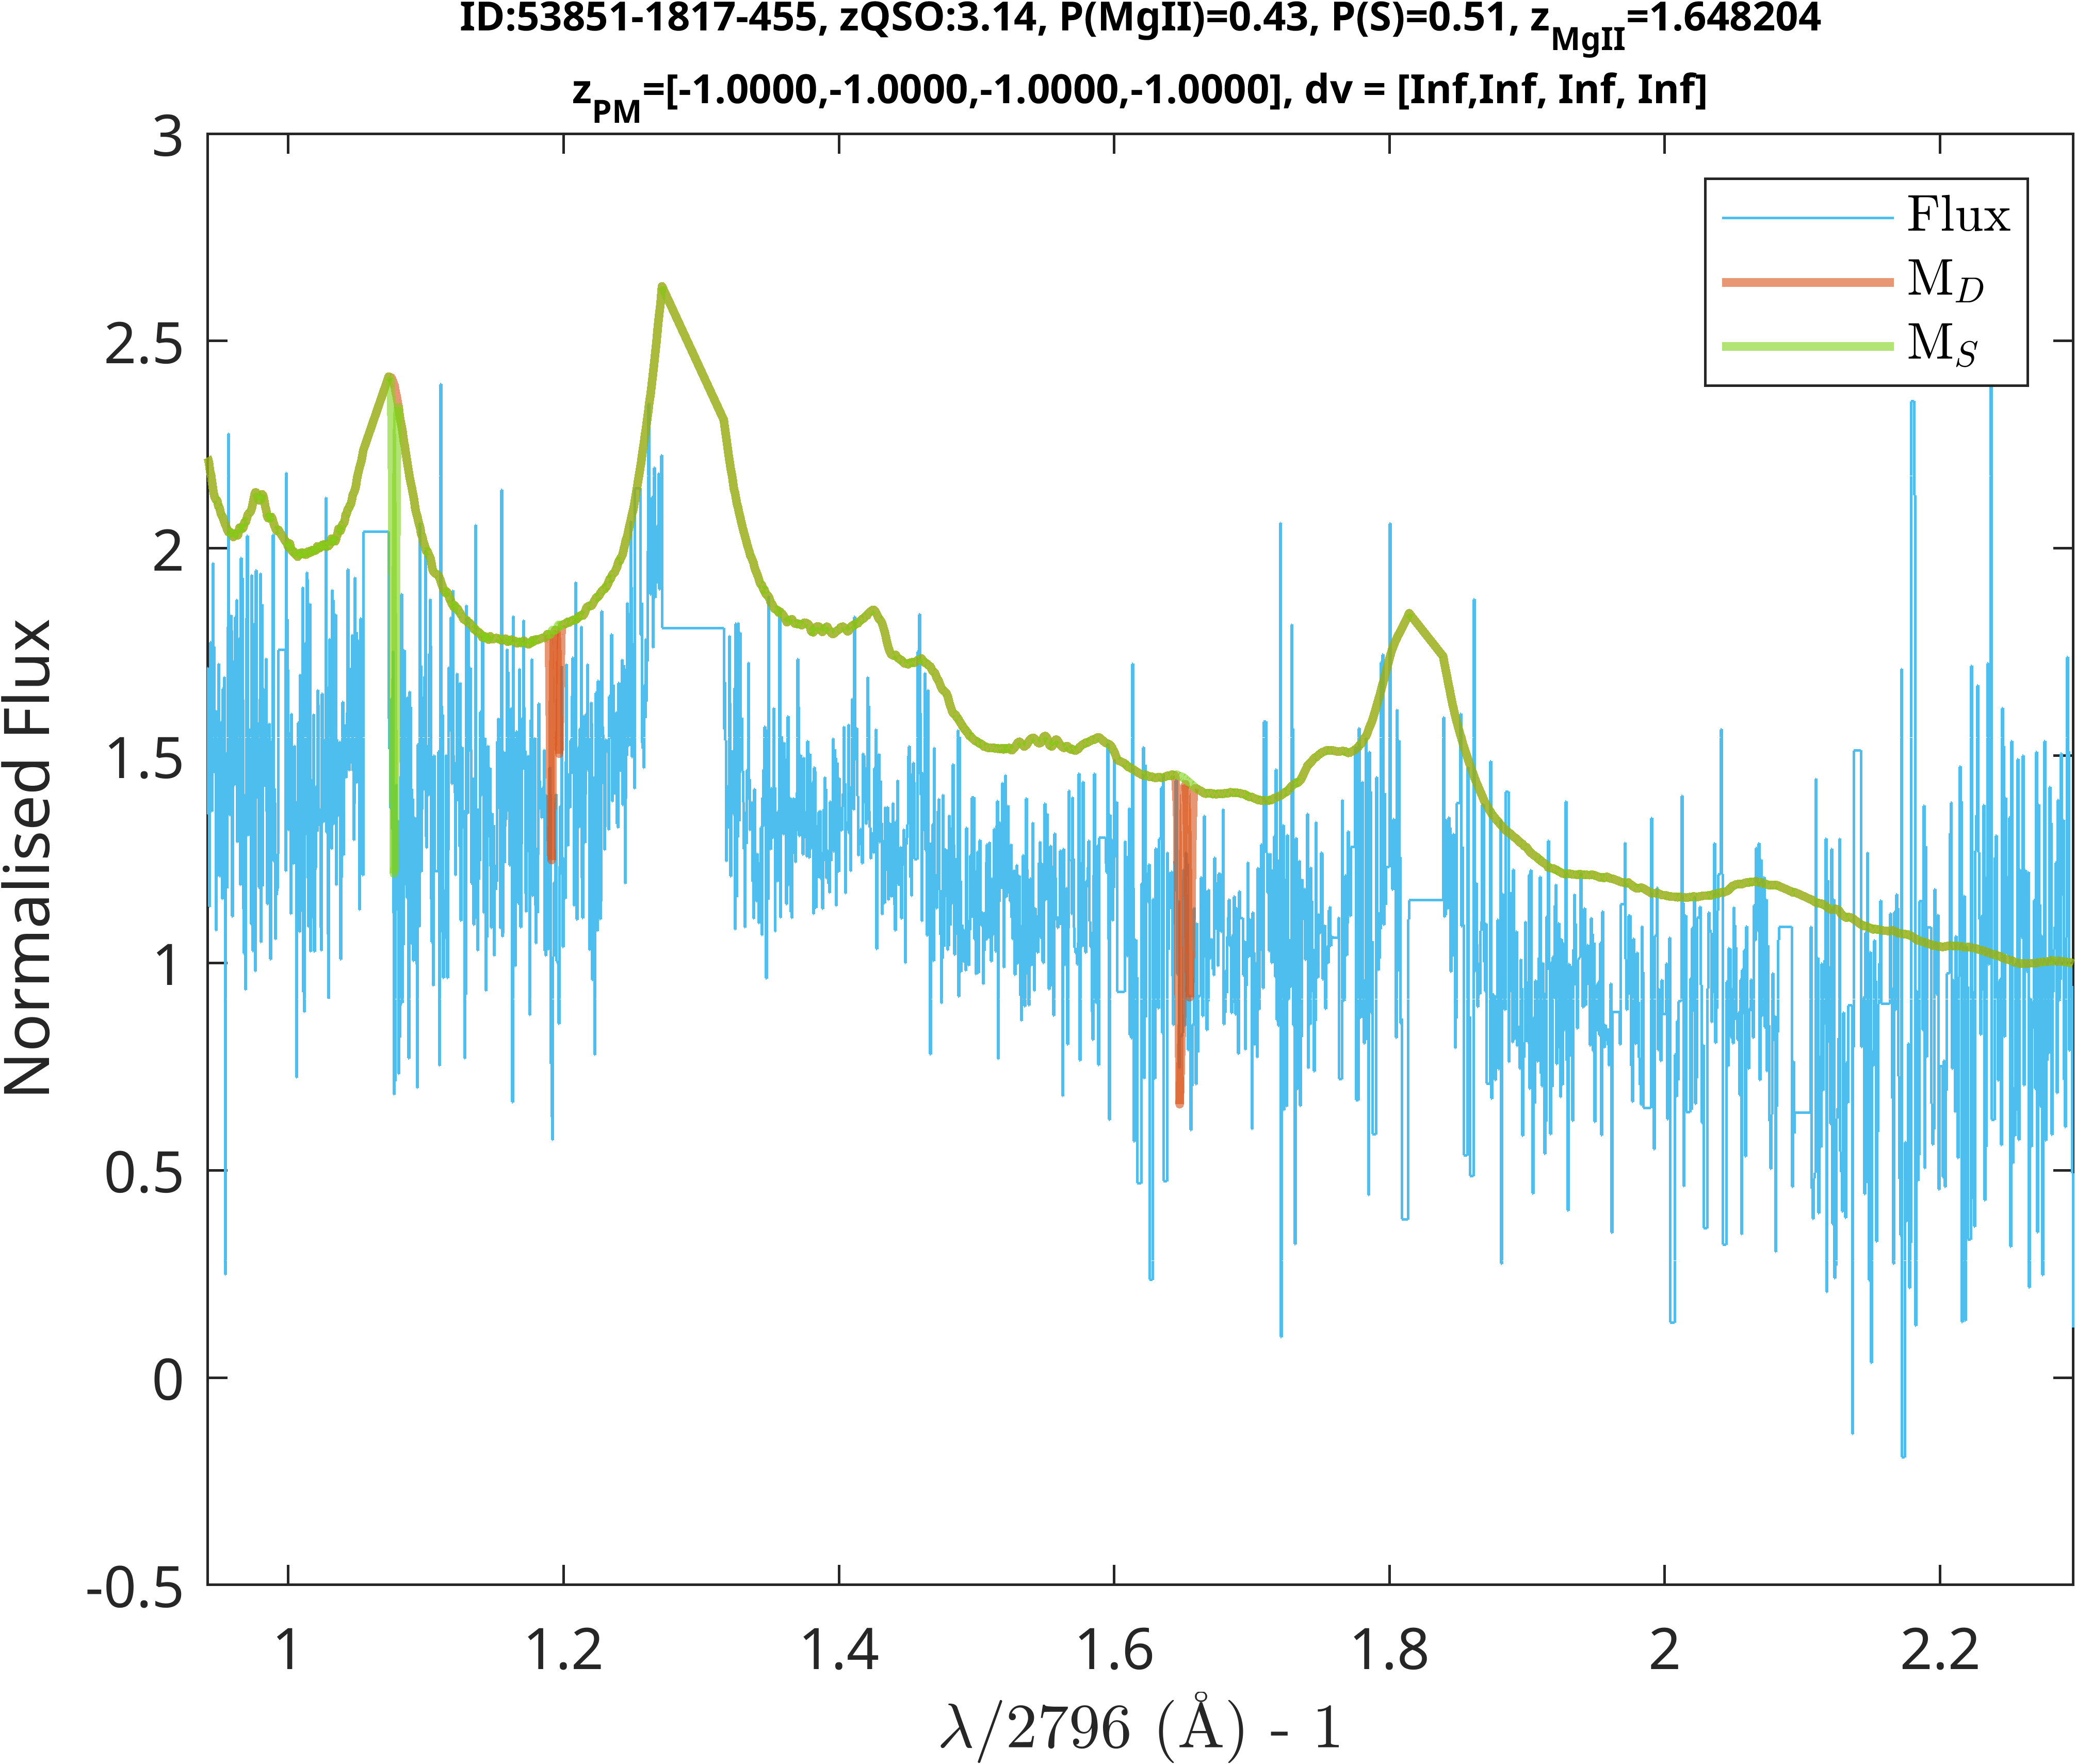 ID:53851-1817-455, zQSO:3.14, P(MgII)=0.43, P(S)=0.51, zMgII=1.648204
zPM=[-1.0000,-1.0000,-1.0000,-1.0000], dv = [Inf,Inf, Inf, Inf]
3
2.5
2
1.5
1
0.5
0
-0.5
Normalised Flux
Flux
MD
MS
1 1.2 1.4 1.6 1.8 2 2.2
λ/2796 (Å) - 1